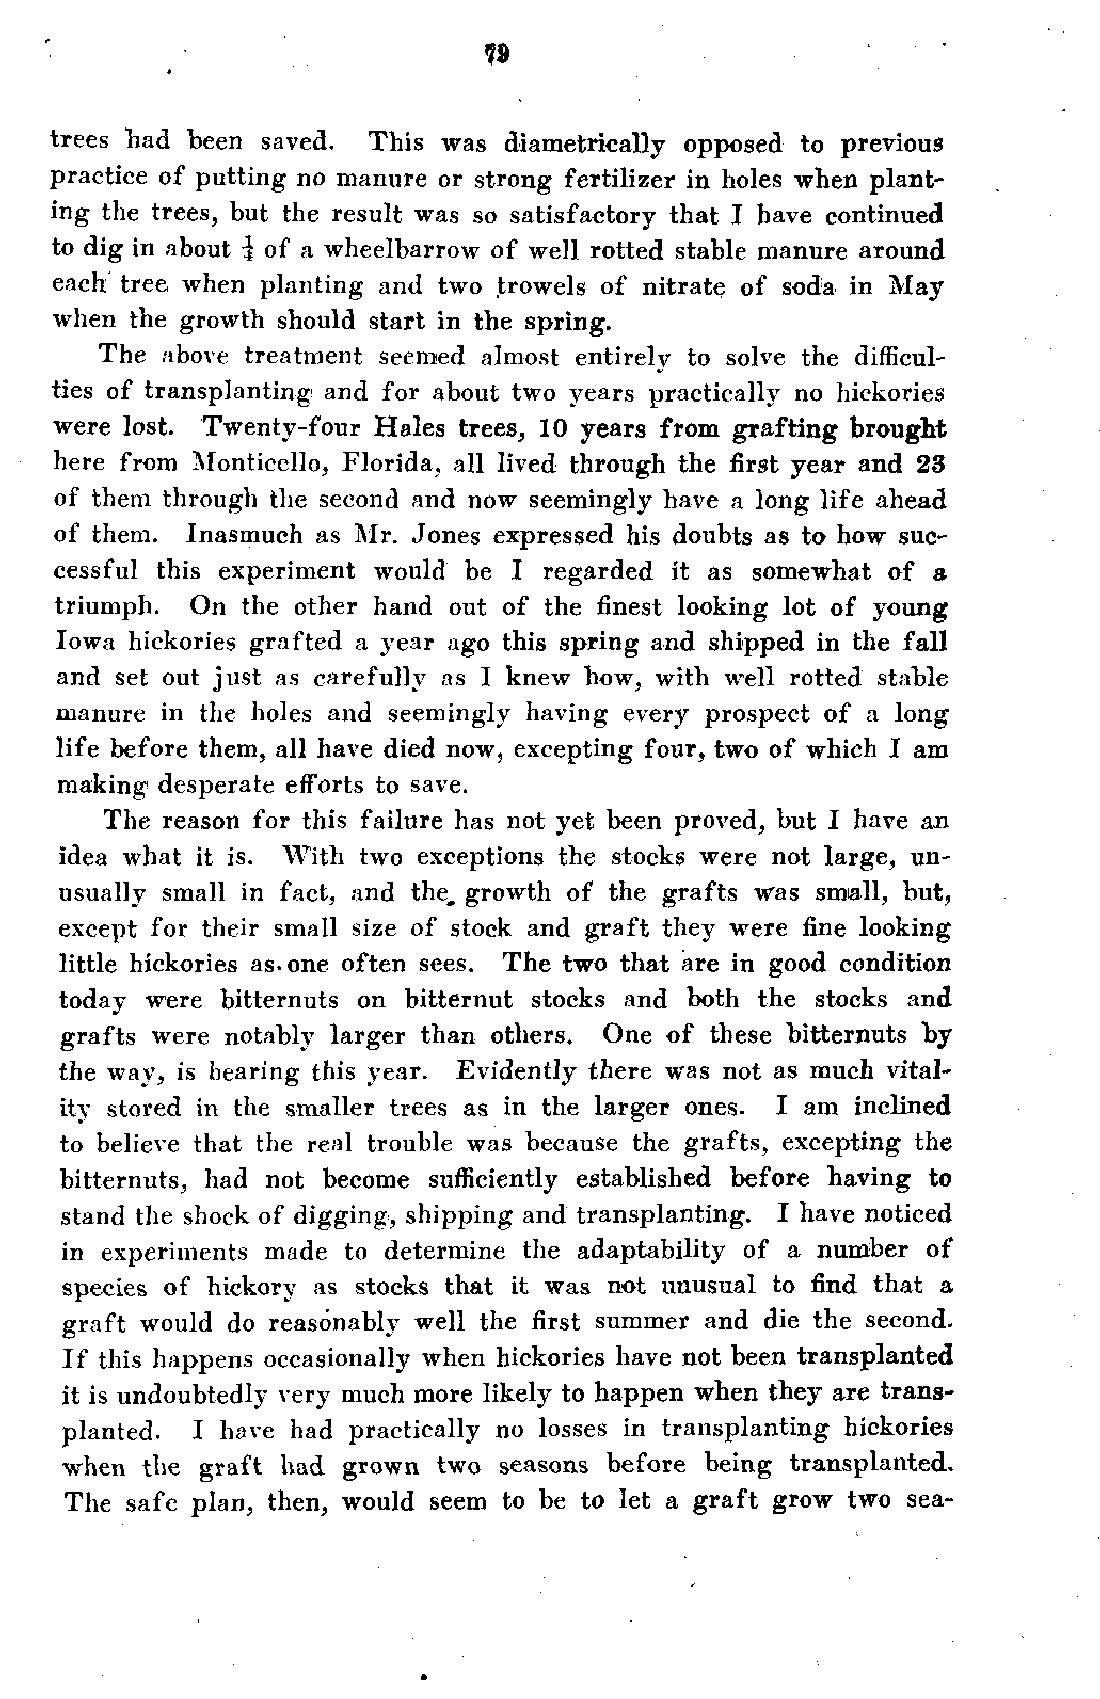 79
trees had been saved. This was diametrically opposed to previous
practice of putting no manure or strong fertilizer in holes when plant-
ing the trees, but the result was so satisfactory that I have continued
to dig in about of a wheelbarrow of well rotted stable manure around
each tree when planting and two trowels of nitrate of soda in May
when the growth should start in the spring.
The above treatment seemed almost entirely to solve the difficul-
ties of transplanting and for about two years practically no hickories
were lost. Twenty-four Hales trees, 10 years from grafting brought
here from Monticello, Florida, all lived through the first year and 23
of them through the second and now seemingly have a long life ahead
of them. Inasmuch as Mr. Jones expressed his doubts as to how suc-
cessful this experiment would be I regarded it as somewhat of a
triumph. On the other hand out of the finest looking lot of young
Iowa hickories grafted a year ago this spring and shipped in the fall
and set out just as carefully as I knew how, with well rotted stable
manure in the holes and seemingly having every prospect of a long
life before them, all have died now, excepting four, two of which I am
making desperate efforts to save.
The reason for this failure has not yet been proved, but I have an
idea what it is. With two exceptions the stocks were not large, un-
usually small in fact, and the growth of the grafts was small, but,
except for their small size of stock and graft they were fine looking
little hickories as one often sees. The two that are in good condition
today were bitternuts on bitternut stocks and both the stocks and
grafts were notably larger than others. One of these bitternuts by
the way, is bearing this year. Evidently there was not as much vital-
ity stored in the smaller trees as in the larger ones. I am inclined
to believe that the real trouble was because the grafts, excepting the
bitternuts, had not become sufficiently established before having to
stand the shock of digging, shipping and transplanting. I have noticed
in experiments made to determine the adaptability of a number of
species of hickory as stocks that it was not unusual to find that a
graft would do reasonably well the first summer and die the second.
If this happens occasionally when hickories have not been transplanted
it is undoubtedly very much more likely to happen when they are trans-
planted. I have had practically no losses in transplanting hickories
when the graft had grown two seasons before being transplanted.
The safe plan, then, would seem to be to let a graft grow two sea-